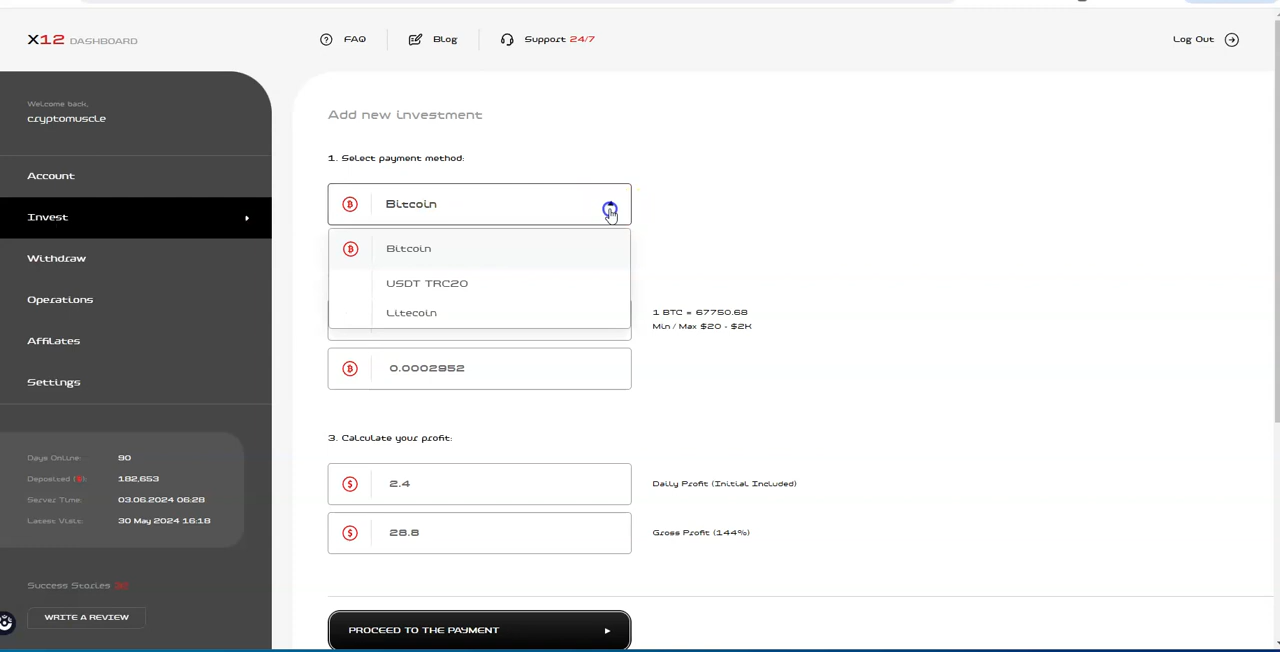 X12 DASHBOARD
FAQ
Blog
Support 24/7
Log Out
Welcome back,
cryptomuscle
Account
Invest
Withdraw
Operations
Affilates
Settings
Days Online: 90
Deposited [$]: 182,653
Server Time: 03.06.2024 06:28
Latest Visit: 30 May 2024 16:18
Success Stories
WRITE A REVIEW
Add new investment
1. Select payment method:
Bitcoin
Bitcoin
USDT TRC20
Litecoin
1 BTC = 67750.68
Min / Max $20 - $2K
0.0002952
3. Calculate your profit:
$ 2.4
Daily Profit (Initial Included)
$ 28.8
Gross Profit (144%)
PROCEED TO THE PAYMENT